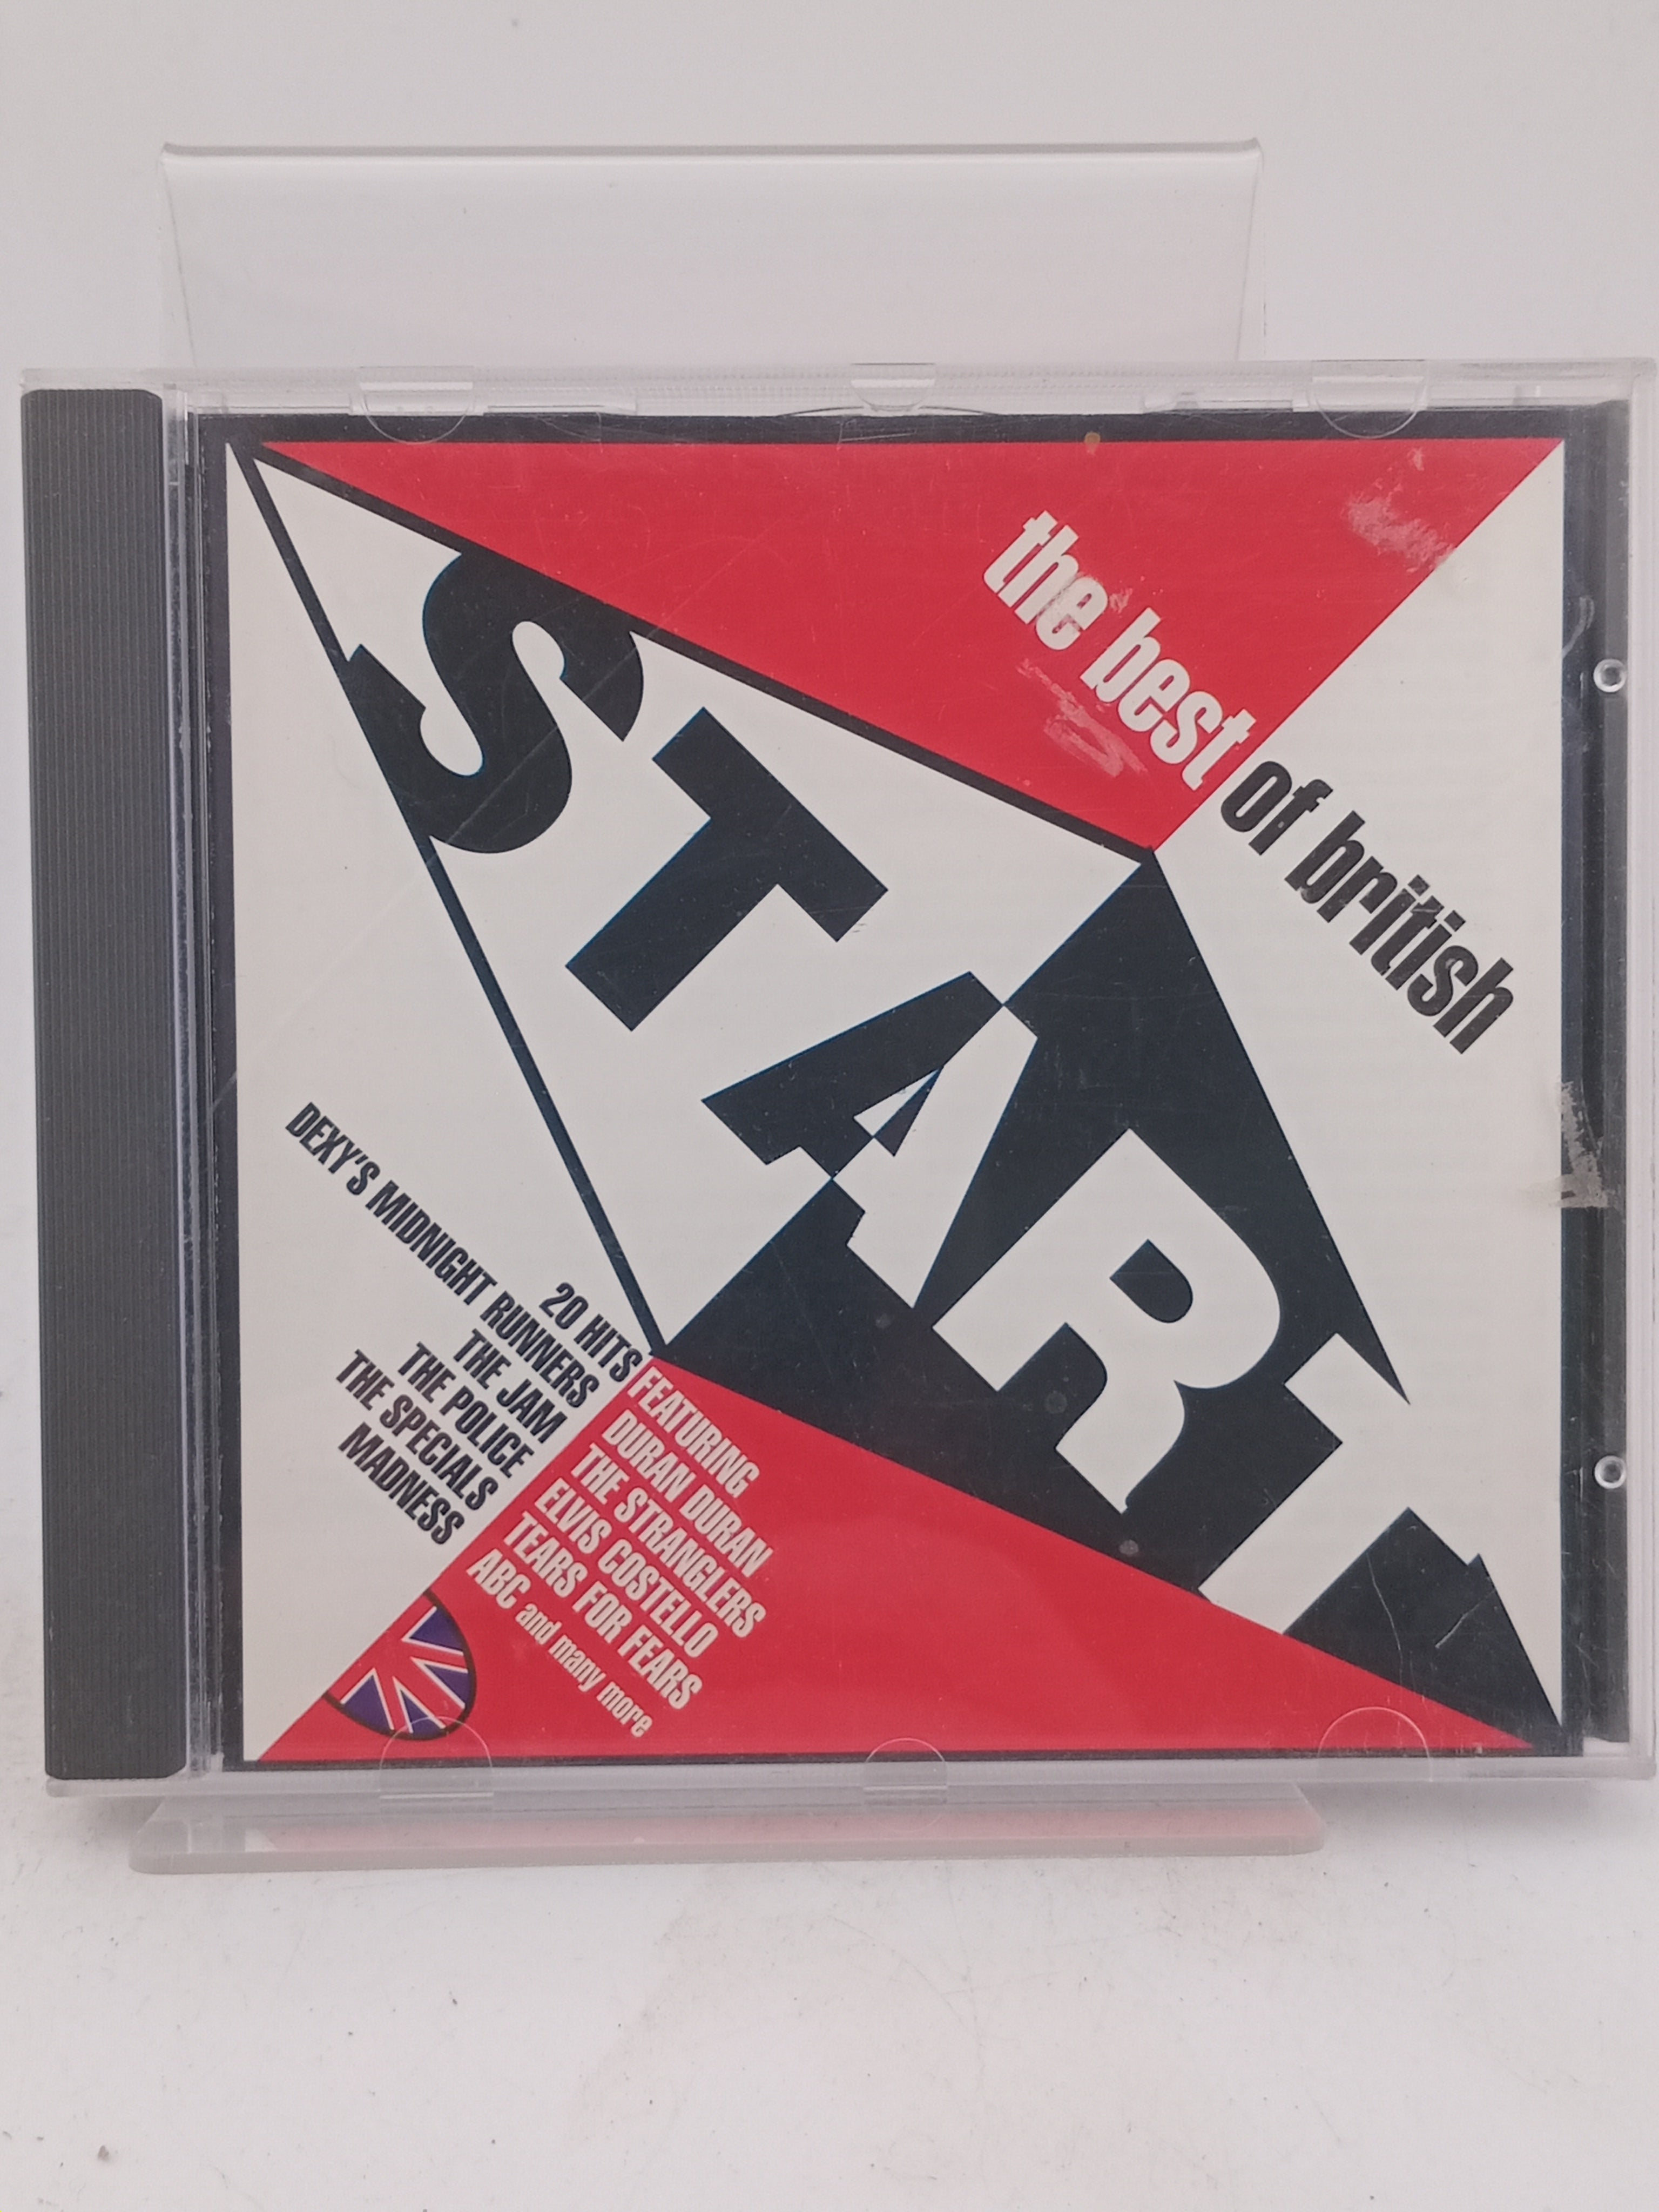 the best of british
START
20 HITS FEATURING
DEXY'S MIDNIGHT RUNNERS DURAN DURAN
THE JAM THE STRANGLERS
THE POLICE ELVIS COSTELLO
THE SPECIALS TEARS FOR FEARS
MADNESS ABC and many more